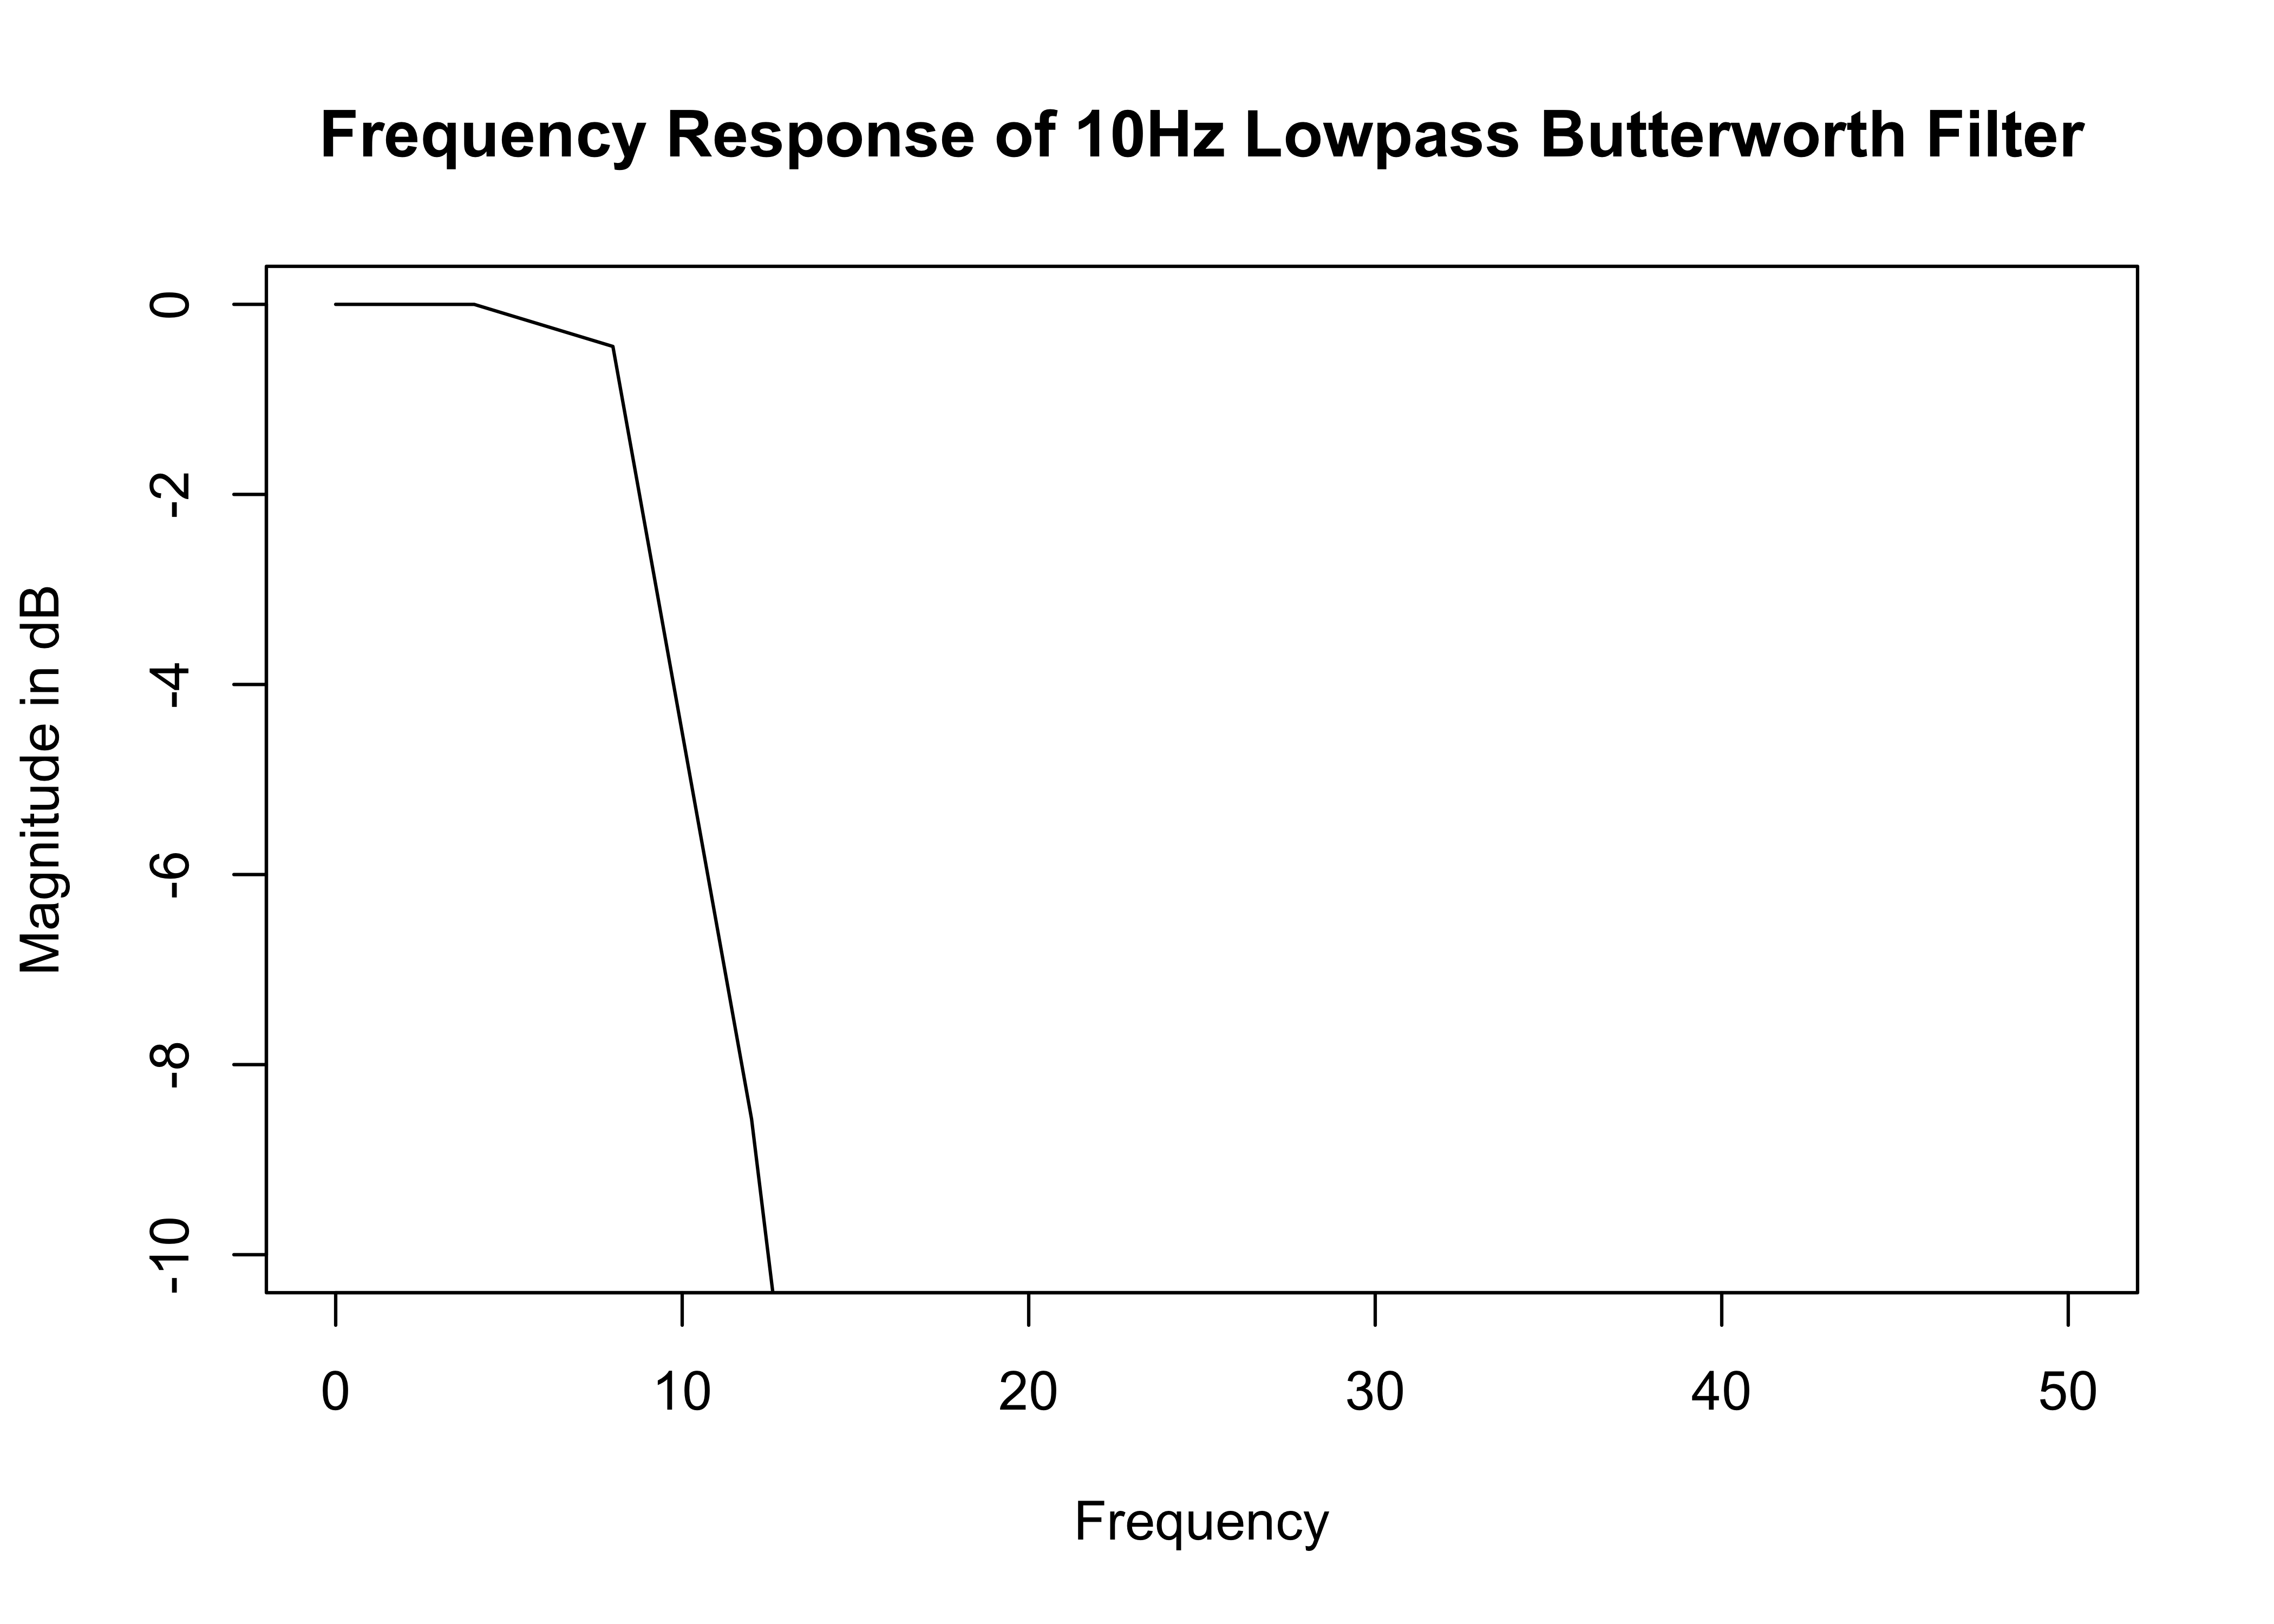 Frequency Response of 10Hz Lowpass Butterworth Filter
Magnitude in dB
0
-2
-4
-6
-8
-10
0 10 20 30 40 50
Frequency